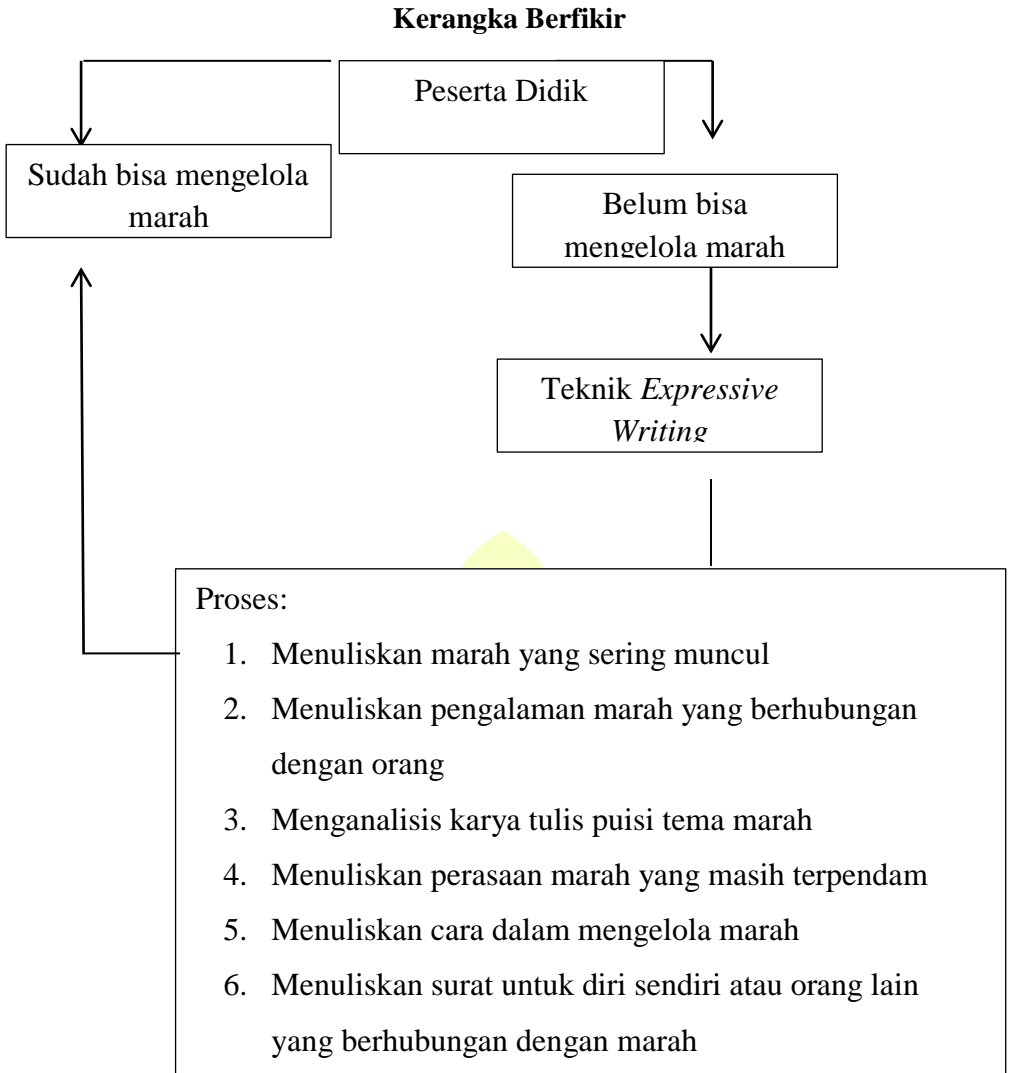 Kerangka Berfikir
Peserta Didik
Sudah bisa mengelola
marah
Belum bisa
mengelola marah
Teknik Expressive
Writing
Proses:
1. Menuliskan marah yang sering muncul
2. Menuliskan pengalaman marah yang berhubungan
dengan orang
3. Menganalisis karya tulis puisi tema marah
4. Menuliskan perasaan marah yang masih terpendam
5. Menuliskan cara dalam mengelola marah
6. Menuliskan surat untuk diri sendiri atau orang lain
yang berhubungan dengan marah